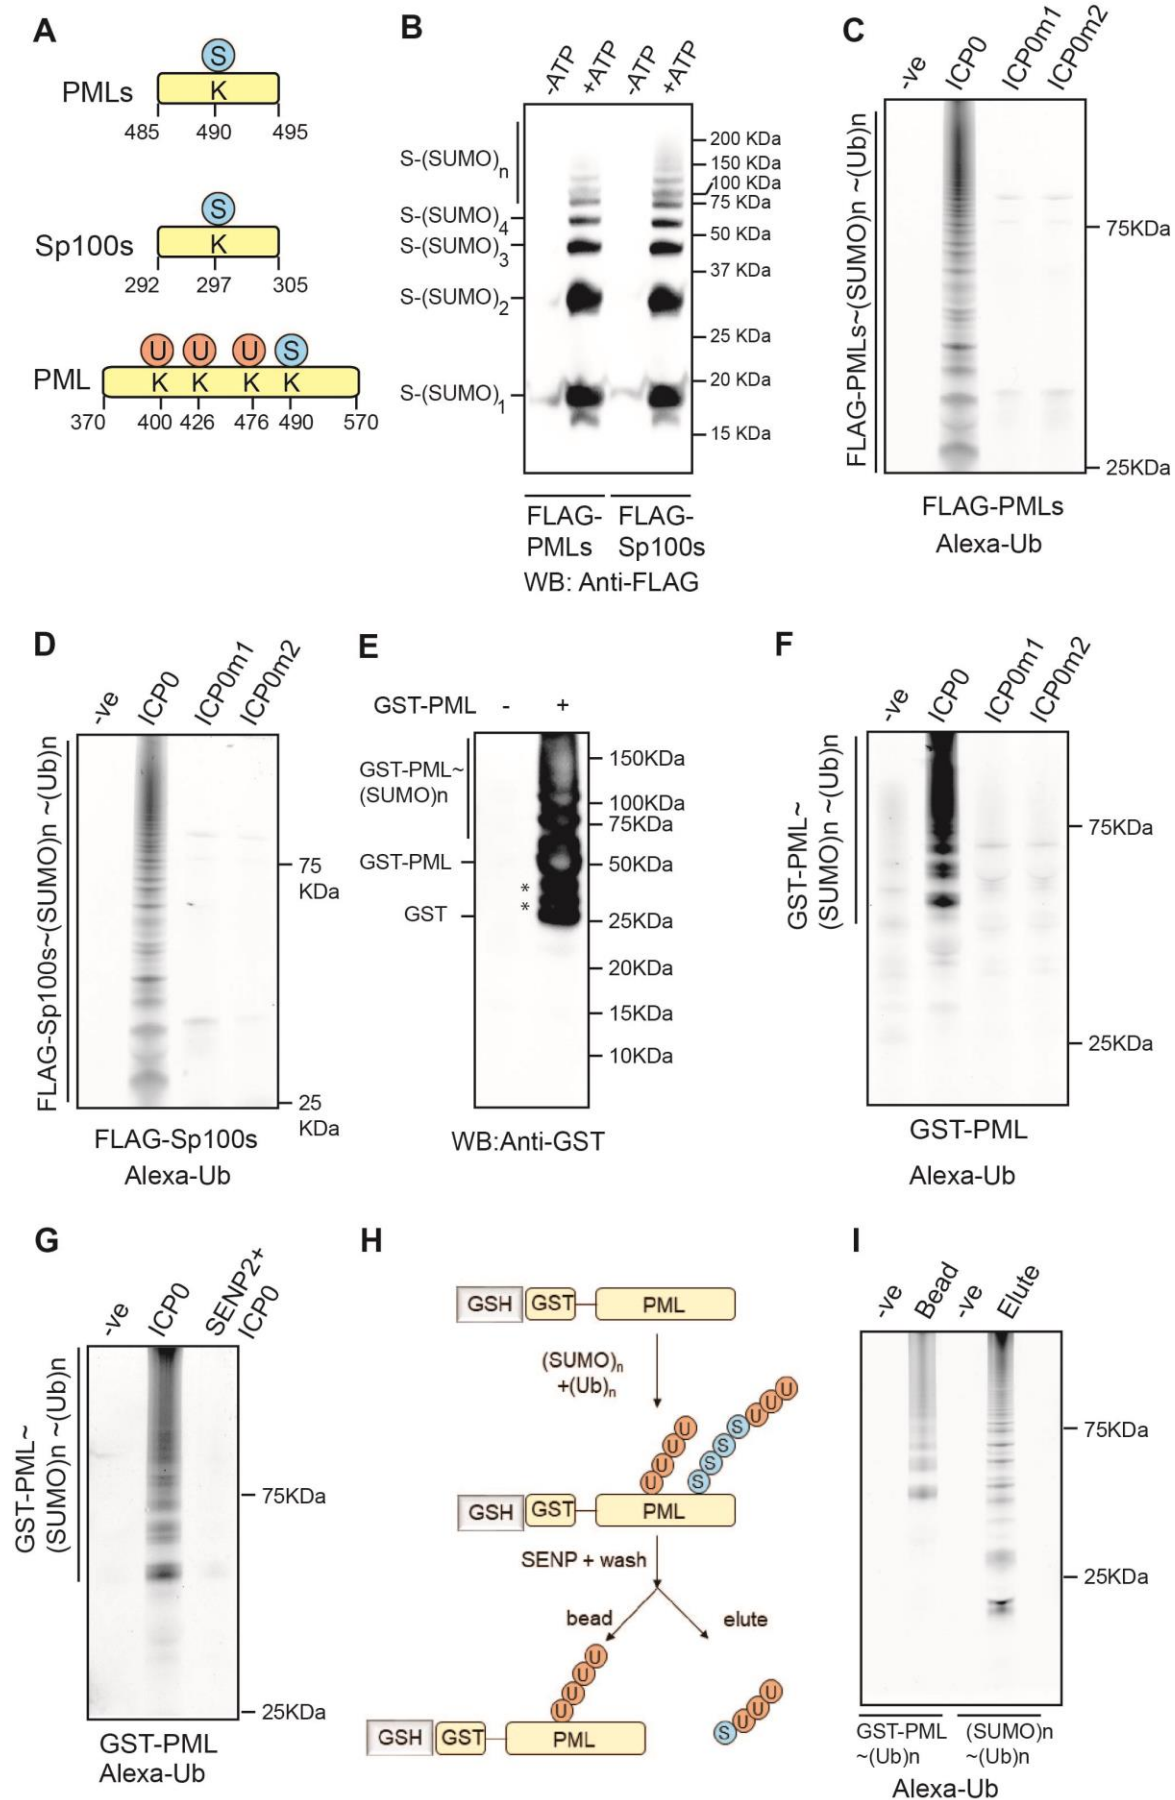 A
S
PMLs
K
485 490 495
S
Sp100s
K
292 297 305
U U U S
PML
K K K K
370 400 426 476 490 570
B
-ATP +ATP -ATP +ATP
S-(SUMO)n
S-(SUMO)4
S-(SUMO)3
S-(SUMO)2
S-(SUMO)1
200 KDa
150 KDa
100 KDa
75 KDa
50 KDa
37 KDa
25 KDa
20 KDa
15 KDa
FLAG- FLAG-
PMLs Sp100s
WB: Anti-FLAG
C
-ve ICP0 ICP0m1 ICP0m2
FLAG-PMLs~(SUMO)n ~(Ub)n
75KDa
25KDa
FLAG-PMLs
Alexa-Ub
D
-ve ICP0 ICP0m1 ICP0m2
FLAG-Sp100s~(SUMO)n ~(Ub)n
75
KDa
25
KDa
FLAG-Sp100s
Alexa-Ub
E
GST-PML - +
GST-PML~
(SUMO)n
GST-PML
*
*
GST
150KDa
100KDa
75KDa
50KDa
25KDa
20KDa
15KDa
10KDa
WB:Anti-GST
F
-ve ICP0 ICP0m1 ICP0m2
GST-PML~
(SUMO)n ~(Ub)n
75KDa
25KDa
GST-PML
Alexa-Ub
G
-ve ICP0 SENP2+
ICP0
GST-PML~
(SUMO)n ~(Ub)n
75KDa
25KDa
GST-PML
Alexa-Ub
H
GSH GST PML
(SUMO)n
+(Ub)n
U U U U S S S S U U U
GSH GST PML
SENP + wash
bead elute
U U U U
S U U U
GSH GST PML
I
-ve Bead -ve Elute
75KDa
25KDa
GST-PML (SUMO)n
~(Ub)n ~(Ub)n
Alexa-Ub